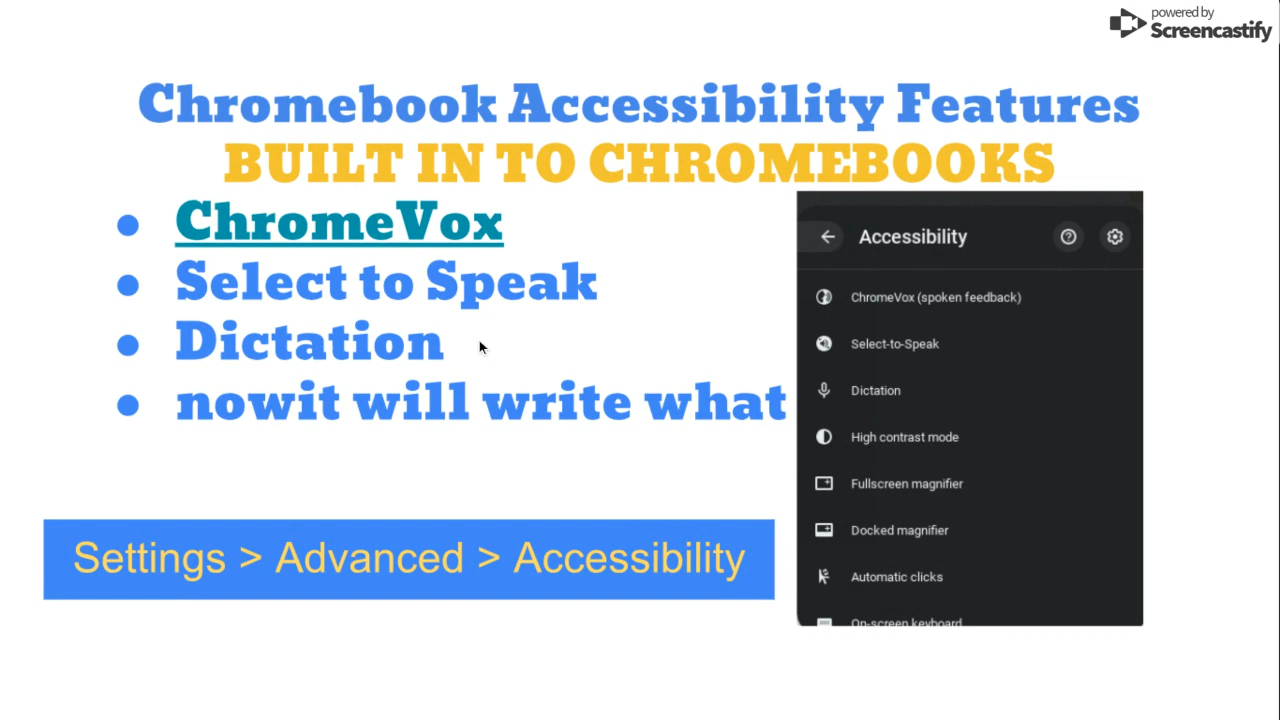 powered by
Screencastify
Chromebook Accessibility Features
BUILT IN TO CHROMEBOOKS
ChromeVox
Select to Speak
Dictation
nowit will write what
Settings > Advanced > Accessibility
Accessibility
ChromeVox (spoken feedback)
Select-to-Speak
Dictation
High contrast mode
Fullscreen magnifier
Docked magnifier
Automatic clicks
On-screen keyboard